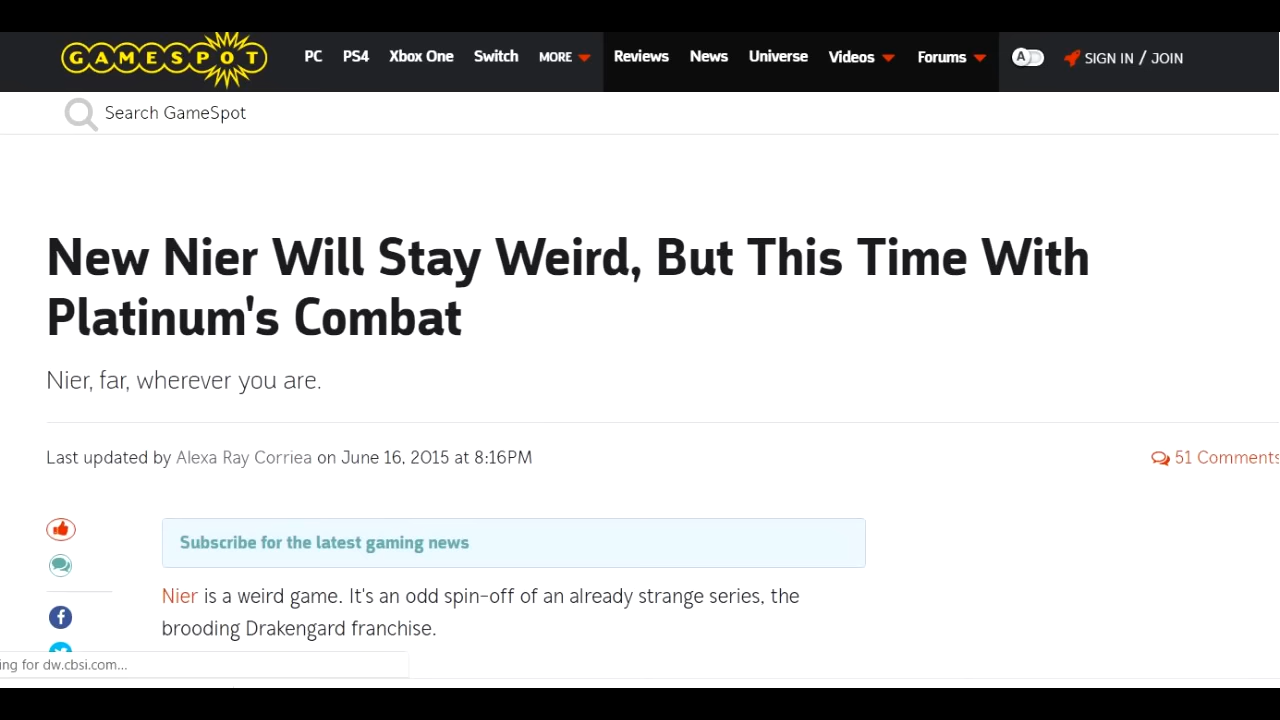 GAMESPOT PC PS4 Xbox One Switch MORE Reviews News Universe Videos Forums A SIGN IN / JOIN
Search GameSpot
New Nier Will Stay Weird, But This Time With
Platinum's Combat
Nier, far, wherever you are.
Last updated by Alexa Ray Corriea on June 16, 2015 at 8:16PM
51 Comments
Subscribe for the latest gaming news
Nier is a weird game. It's an odd spin-off of an already strange series, the
brooding Drakengard franchise.
ing for dw.cbsi.com...